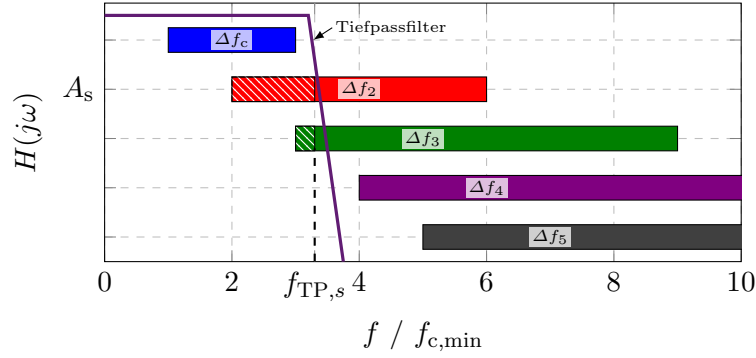 Tiefpassfilter
Δf_c
A_s
Δf_2
H(jω)
Δf_3
Δf_4
Δf_5
0 2 4 6 8 10
f_TP,s
f / f_c,min